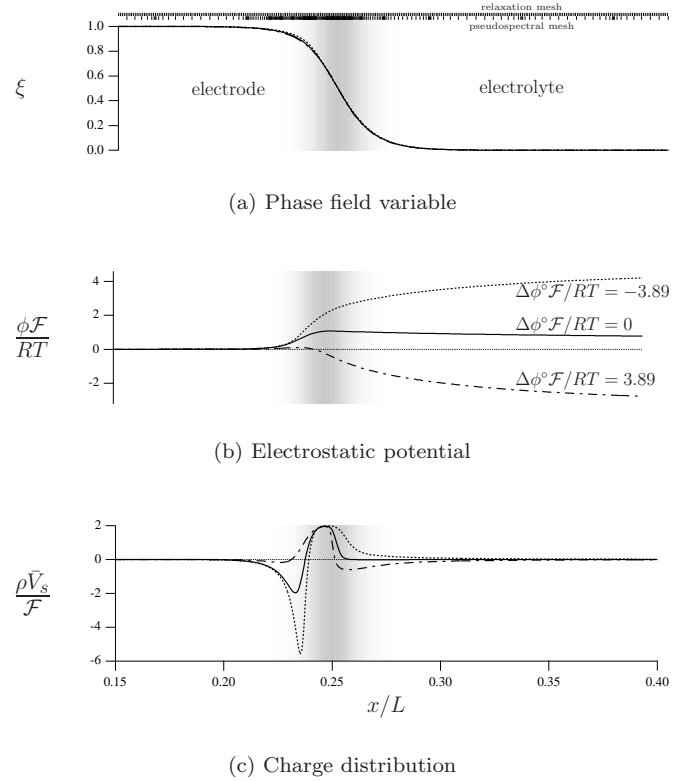 relaxation mesh
pseudospectral mesh
1.0
0.8
0.6
0.4
0.2
0.0
ξ
electrode
electrolyte
(a) Phase field variable
4
2
0
-2
ϕF
RT
Δϕ°F/RT = −3.89
Δϕ°F/RT = 0
Δϕ°F/RT = 3.89
(b) Electrostatic potential
2
0
-2
-4
-6
ρV̄s
F
0.15
0.20
0.25
0.30
0.35
0.40
x/L
(c) Charge distribution